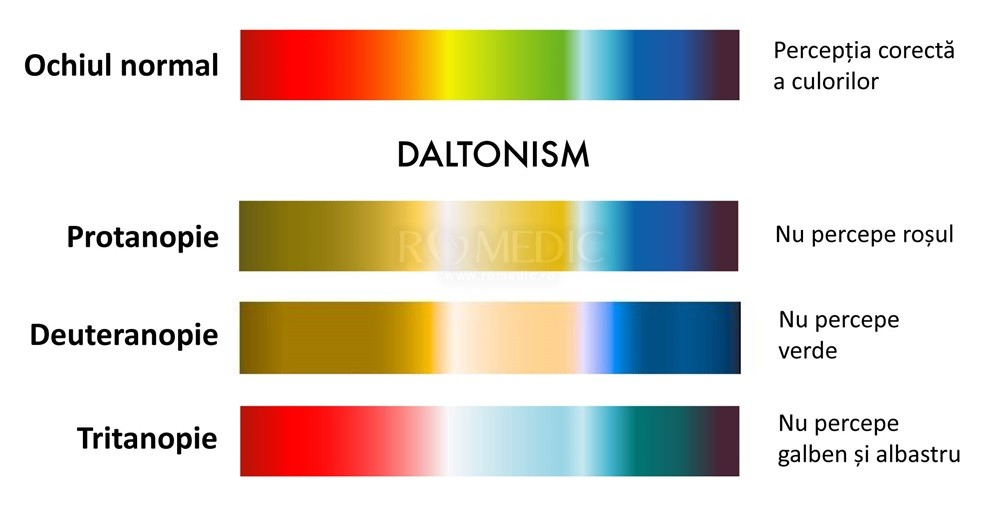 Ochiul normal
Percepția corectă
a culorilor
DALTONISM
Protanopie
ROMEDIC
Nu percepe roșul
Deuteranopie
Nu percepe
verde
Tritanopie
Nu percepe
galben și albastru